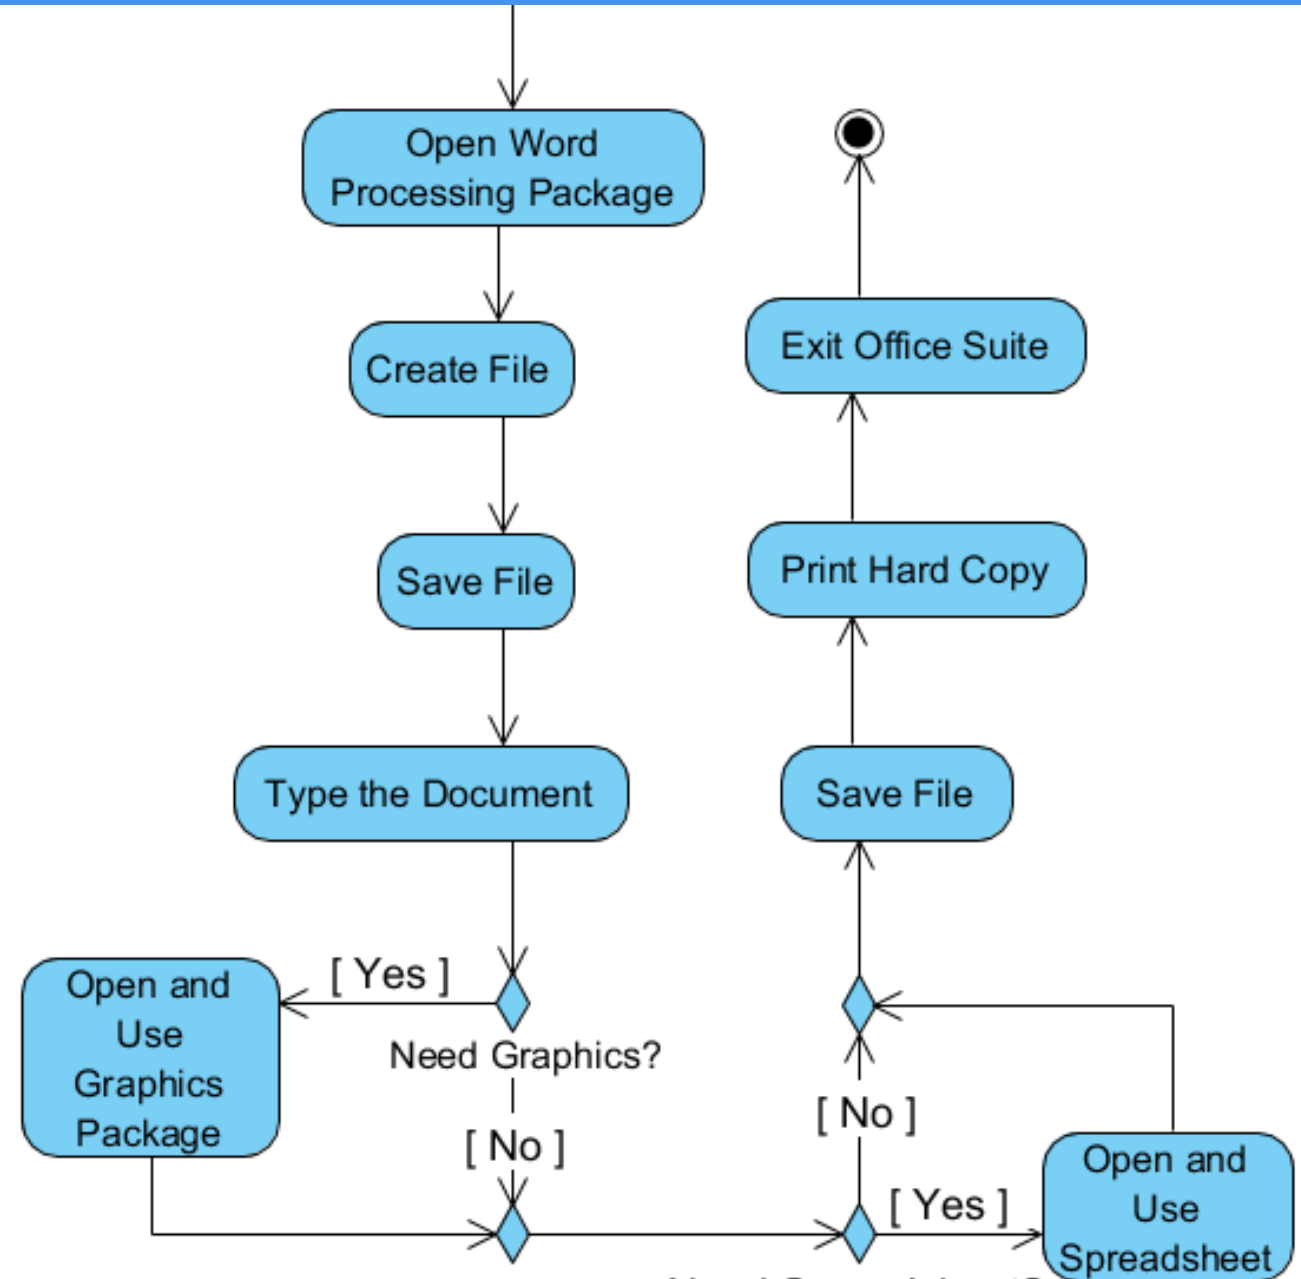 Open Word
Processing Package
Create File
Save File
Type the Document
[ Yes ]
Need Graphics?
[ No ]
Open and
Use
Graphics
Package
[ Yes ]
Open and
Use
Spreadsheet
[ No ]
Save File
Print Hard Copy
Exit Office Suite